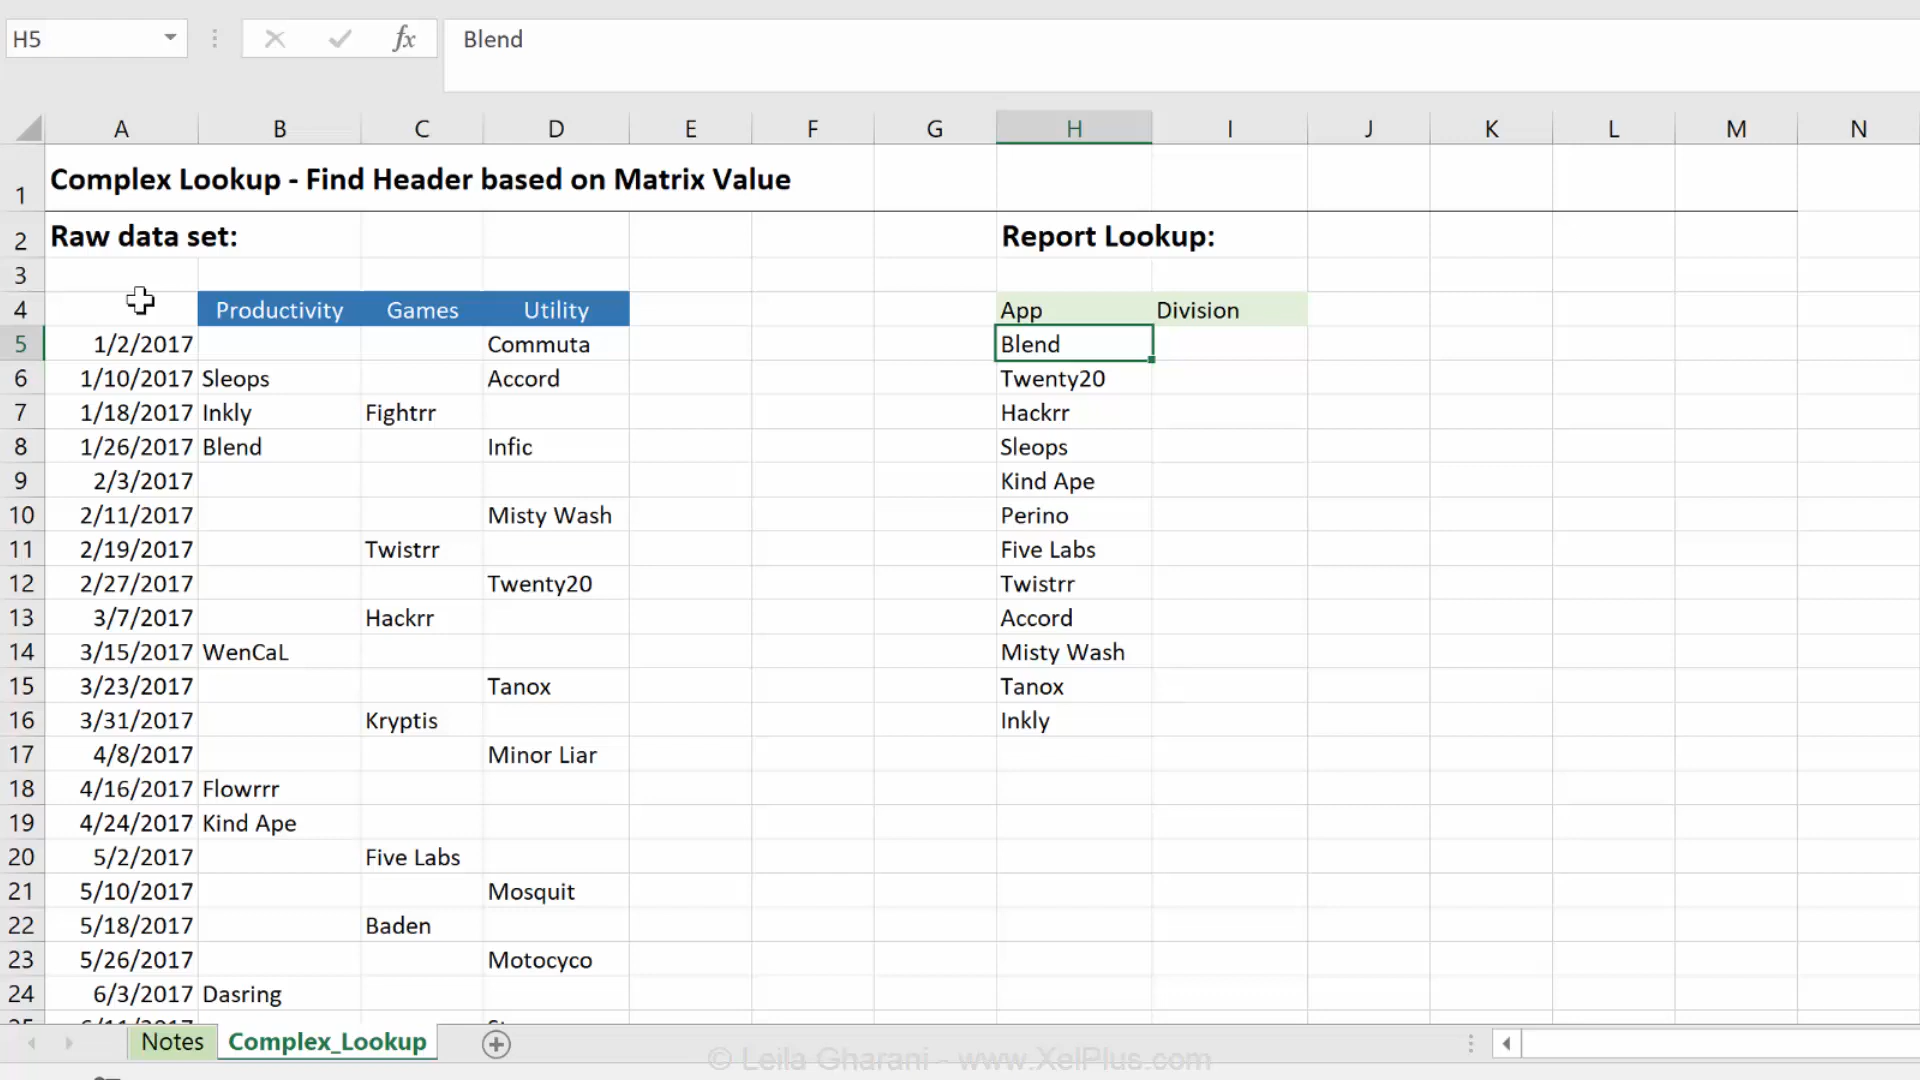 H5 fx Blend
A B C D E F G H I J K L M N
1 Complex Lookup - Find Header based on Matrix Value
2 Raw data set: Report Lookup:
3
4 Productivity Games Utility App Division
5 1/2/2017 Commuta Blend
6 1/10/2017 Sleops Accord Twenty20
7 1/18/2017 Inkly Fightrr Hackrr
8 1/26/2017 Blend Infic Sleops
9 2/3/2017 Kind Ape
10 2/11/2017 Misty Wash Perino
11 2/19/2017 Twistrr Five Labs
12 2/27/2017 Twenty20 Twistrr
13 3/7/2017 Hackrr Accord
14 3/15/2017 WenCaL Misty Wash
15 3/23/2017 Tanox Tanox
16 3/31/2017 Kryptis Inkly
17 4/8/2017 Minor Liar
18 4/16/2017 Flowrrr
19 4/24/2017 Kind Ape
20 5/2/2017 Five Labs
21 5/10/2017 Mosquit
22 5/18/2017 Baden
23 5/26/2017 Motocyco
24 6/3/2017 Dasring
Notes Complex_Lookup
© Leila Gharani - www.XelPlus.com